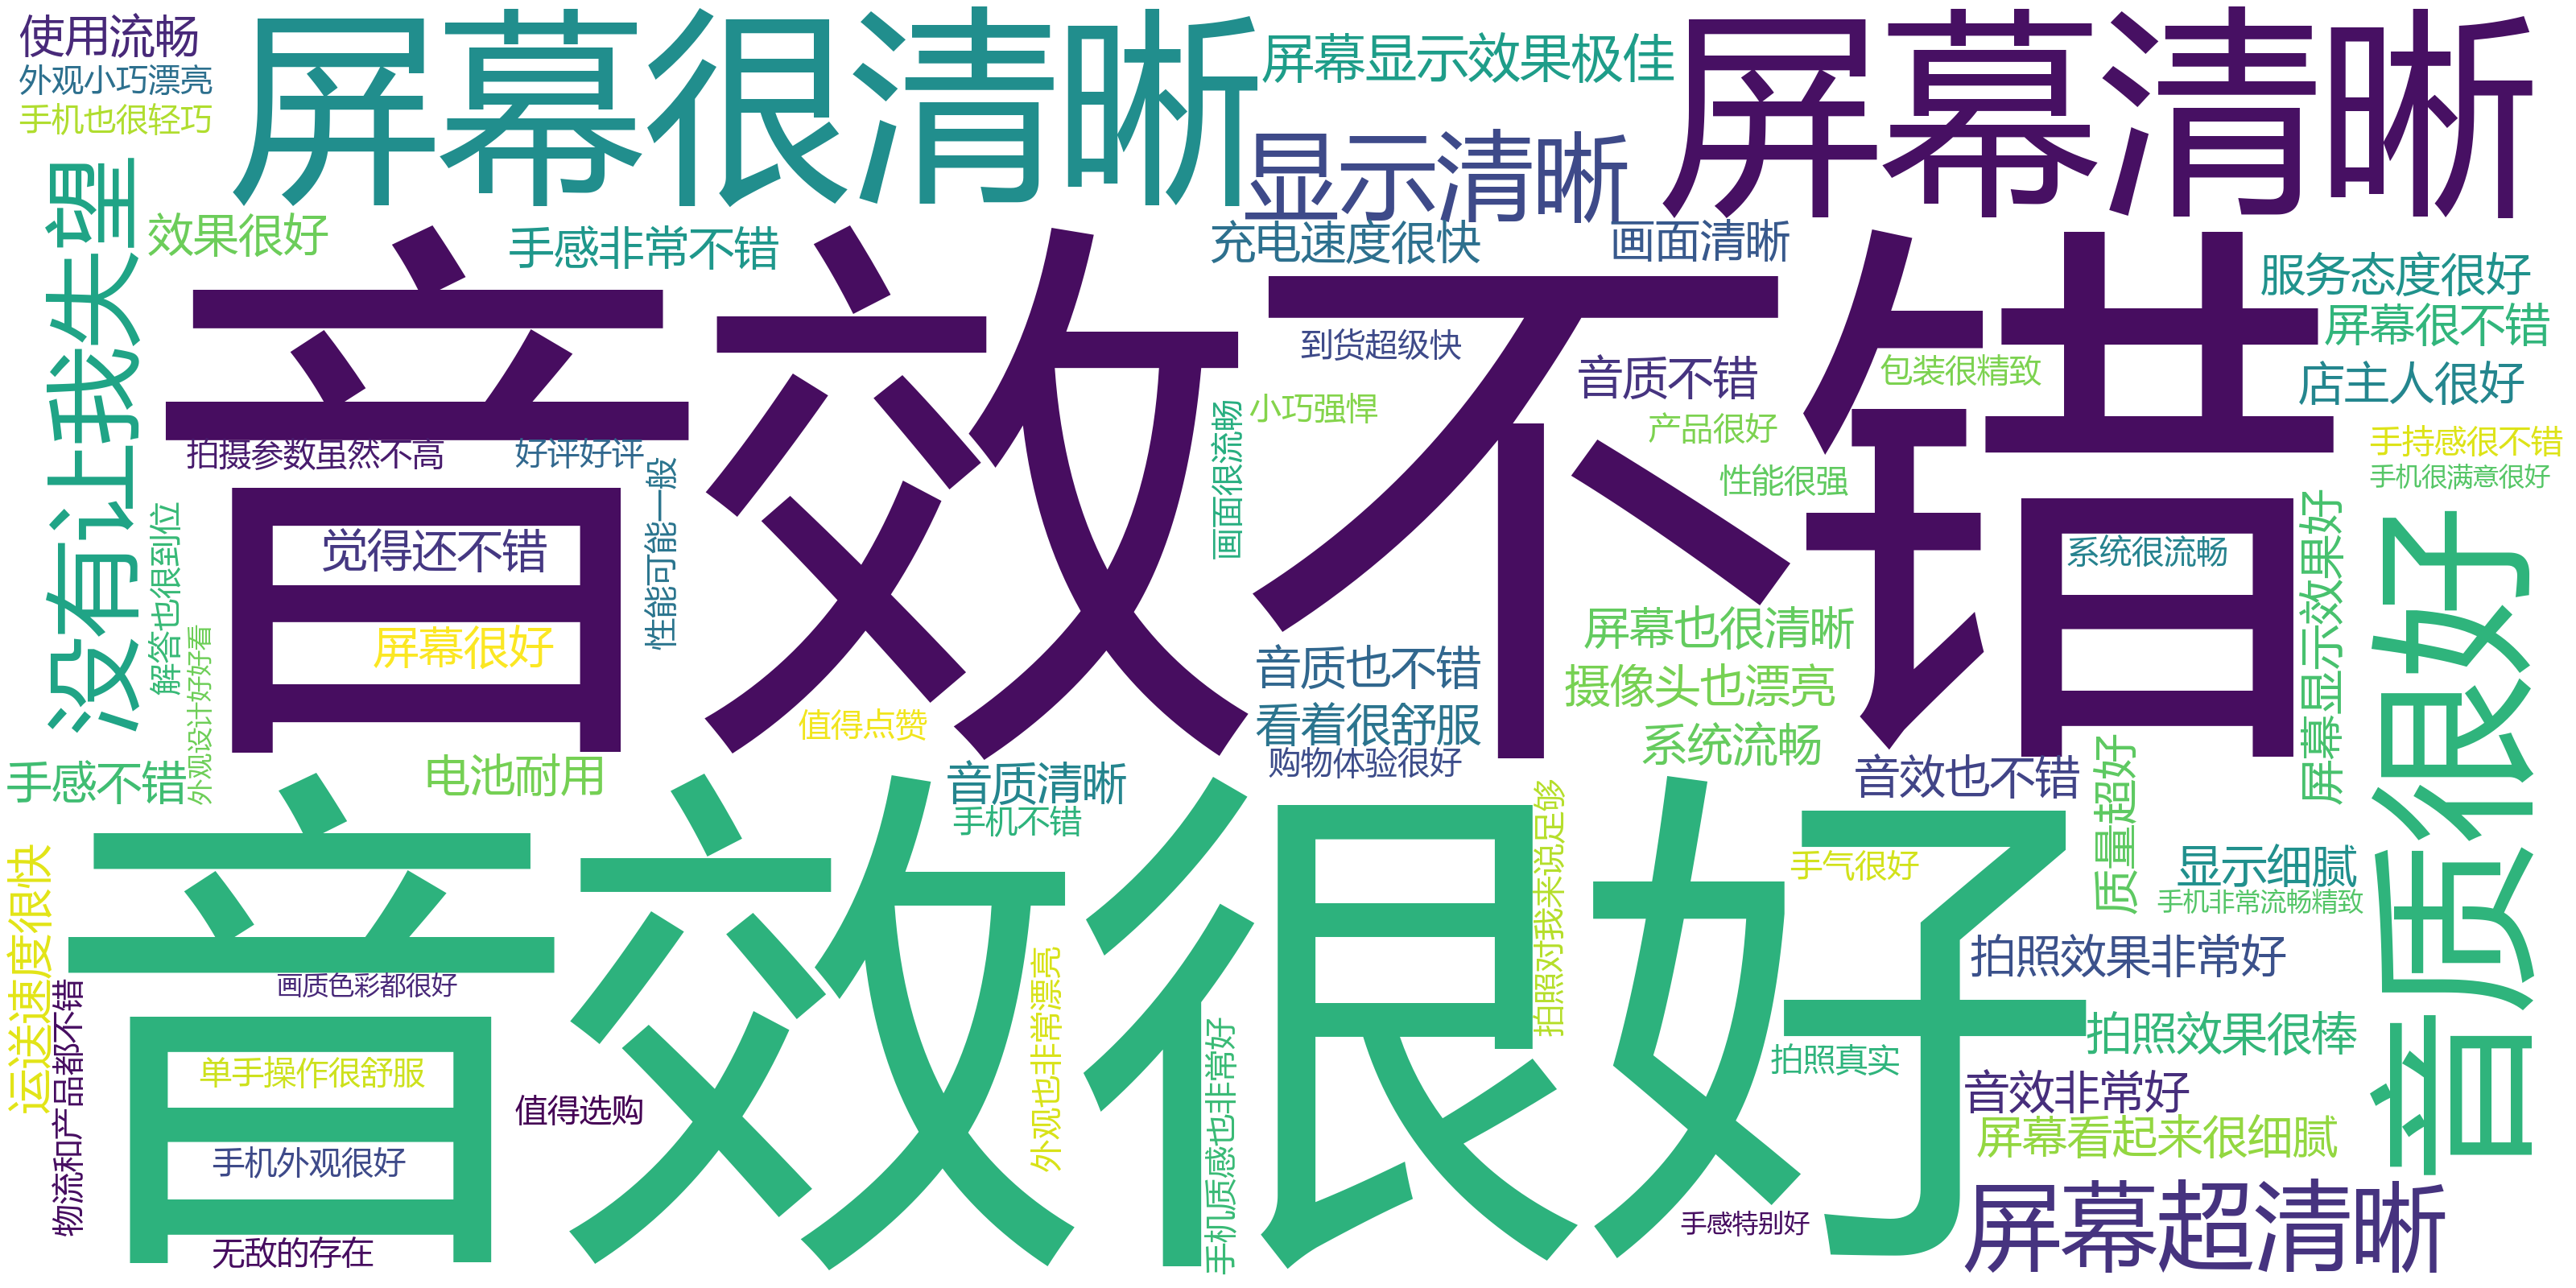 使用流畅
外观小巧漂亮
手机也很轻巧
屏幕很清晰
屏幕显示效果极佳
显示清晰
屏幕清晰
没有让我失望
效果很好
手感非常不错
充电速度很快
画面清晰
服务态度很好
屏幕很不错
店主人很好
音效不错
到货超级快
音质不错
包装很精致
小巧强悍
产品很好
画面很流畅
性能很强
手持感很不错
手机很满意很好
拍摄参数虽然不高
好评好评
性能可能一般
觉得还不错
屏幕很好
解答也很到位
外观设计好好看
系统很流畅
屏幕显示效果好
音质很好
屏幕也很清晰
摄像头也漂亮
系统流畅
音质也不错
看着很舒服
购物体验很好
值得点赞
手感不错
电池耐用
音质清晰
手机不错
音效也不错
质量超好
音效很好
运送速度很快
物流和产品都不错
画质色彩都很好
单手操作很舒服
手机外观很好
无敌的存在
值得选购
外观也非常漂亮
手机质感也非常好
拍照对我来说足够
手气很好
显示细腻
手机非常流畅精致
拍照效果非常好
拍照效果很棒
拍照真实
音效非常好
屏幕看起来很细腻
手感特别好
屏幕超清晰